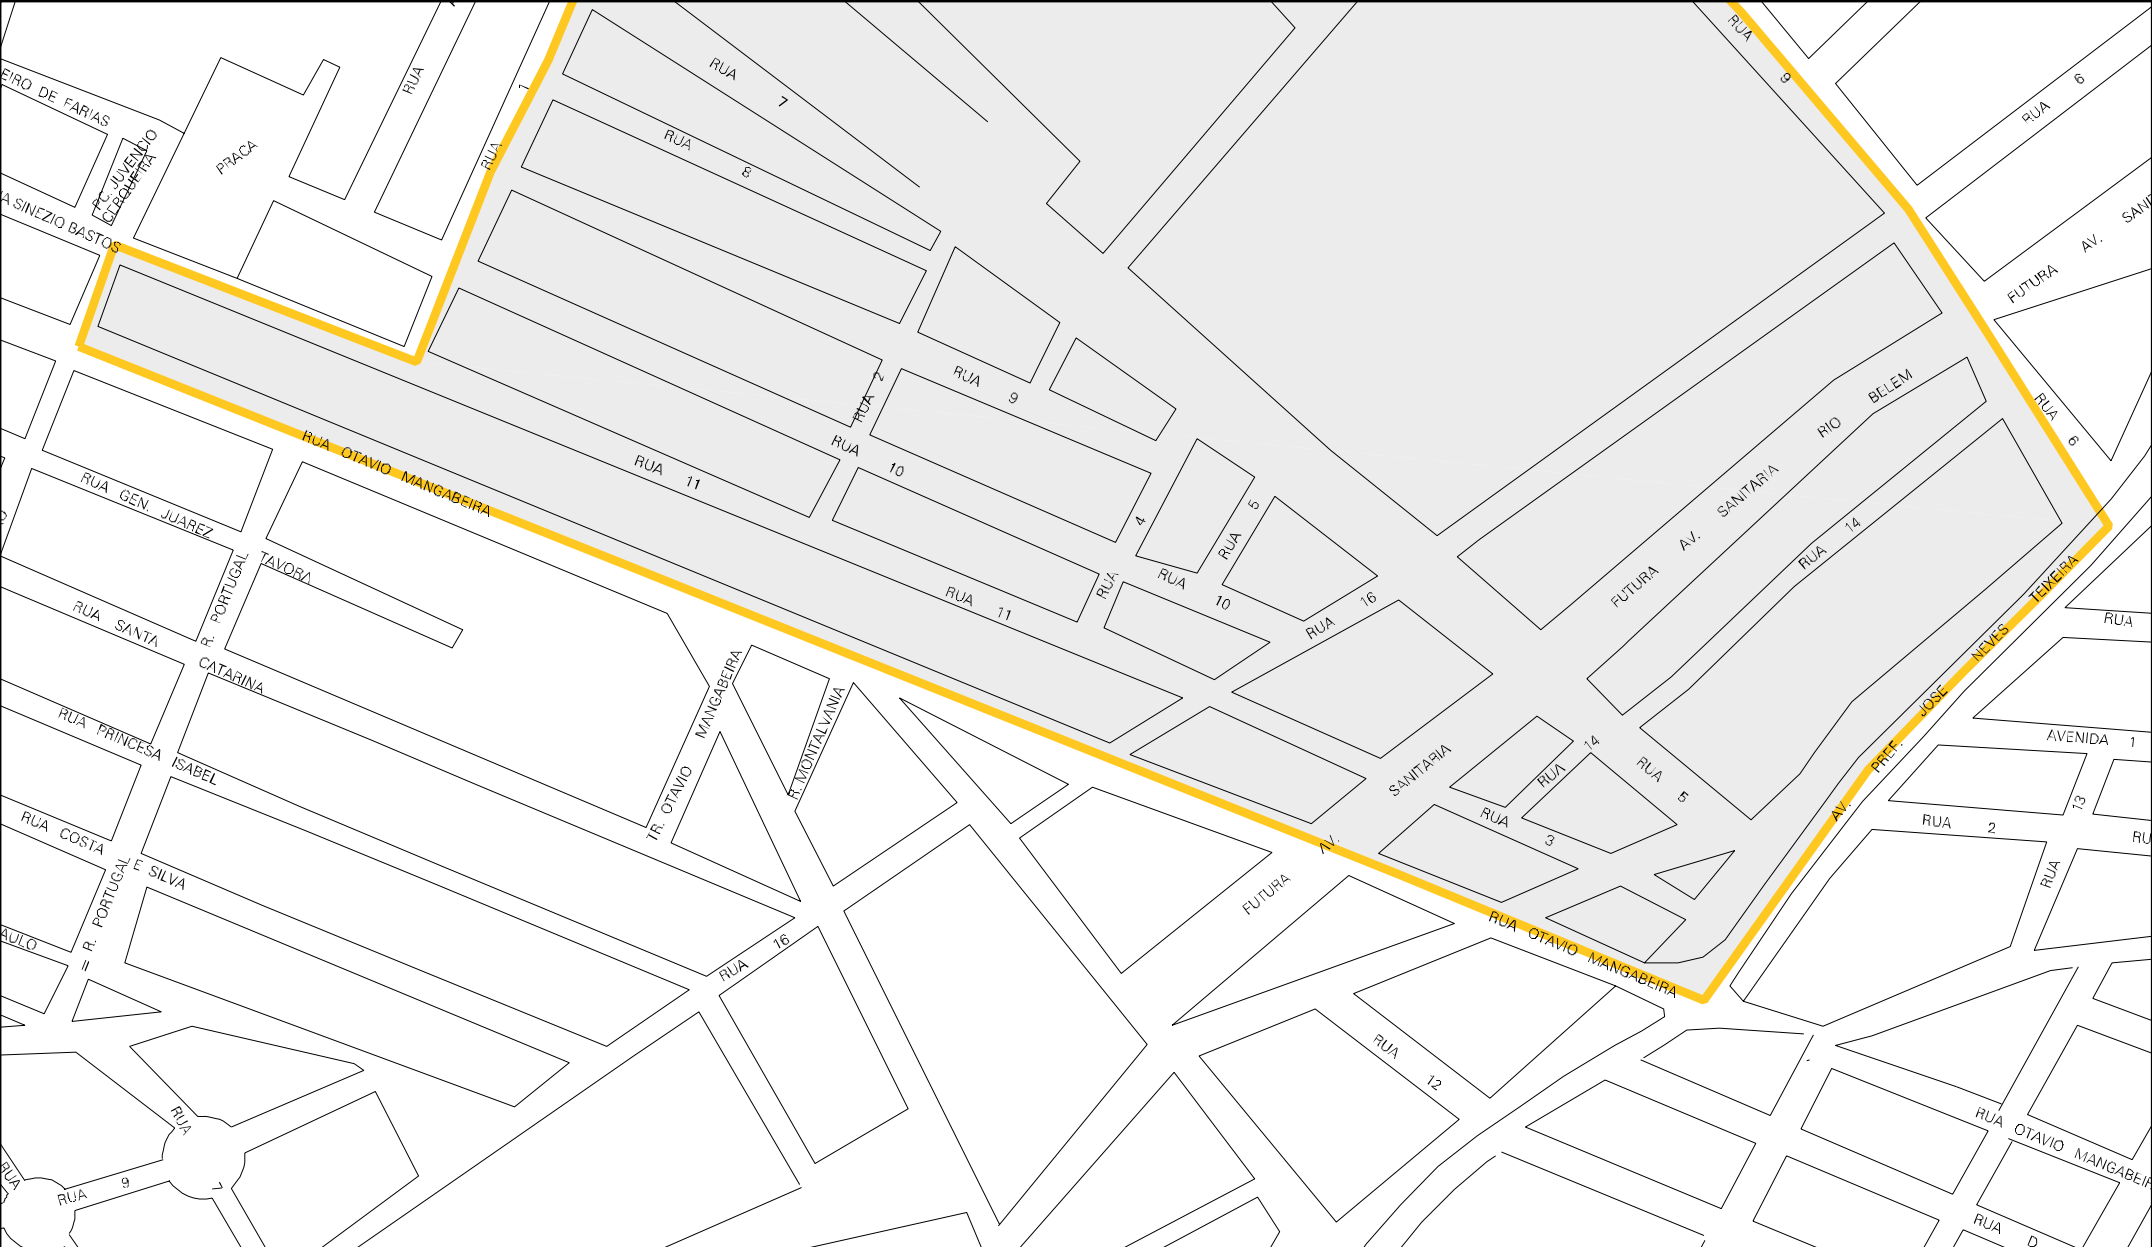 RUA 9
RUA 6
EIRO DE FARIAS
PC. JUVENCIO
CERQUEIRA
PRACA
RUA
RUA 1
RUA 7
RUA 8
A SINEZIO BASTOS
FUTURA AV. SANI
RUA 2
RUA 9
RUA 10
RUA 11
RUA 4
RUA 5
RUA 10
RUA 11
RUA 16
FUTURA AV. SANITARIA RIO BELEM
RUA 14
RUA 6
RUA OTAVIO MANGABEIRA
RUA GEN. JUAREZ TAVORA
R. PORTUGAL
RUA SANTA CATARINA
RUA PRINCESA ISABEL
RUA COSTA E SILVA
R. PORTUGAL
AULO
TR. OTAVIO MANGABEIRA
R. MONTALVANIA
RUA 16
FUTURA AV. SANITARIA
RUA 14
RUA 3
RUA 5
AV. PREF. JOSE NEVES TEIXEIRA
RUA
AVENIDA 1
RUA 2
RUA 13
RU
RUA OTAVIO MANGABEIRA
RUA 12
RUA OTAVIO MANGABEIR
RUA D
RUA 7
RUA 9
RUA